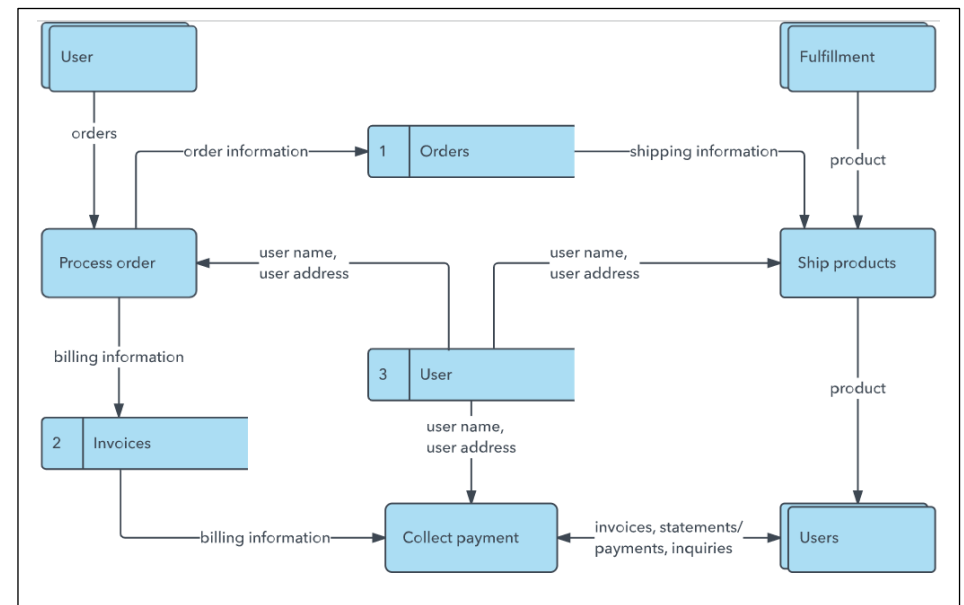 User
Fulfillment
orders
order information
1
Orders
shipping information
product
Process order
user name,
user address
user name,
user address
Ship products
billing information
3
User
product
2
Invoices
user name,
user address
billing information
Collect payment
invoices, statements/
payments, inquiries
Users